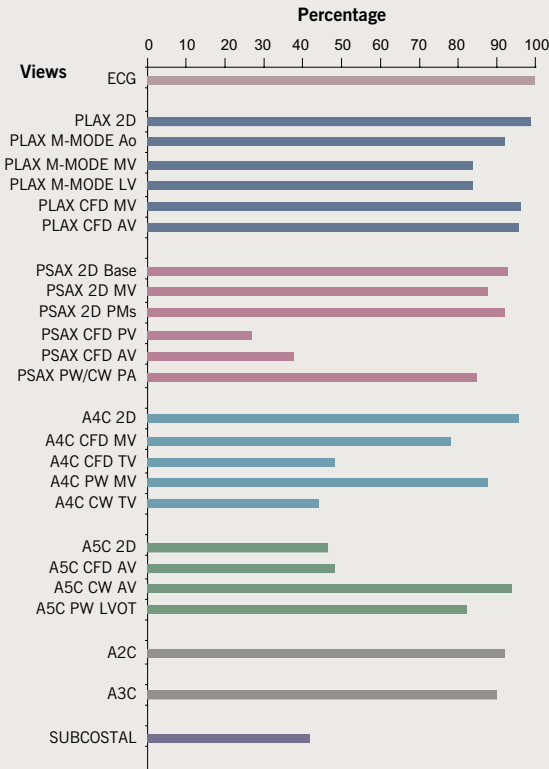 Percentage
0 10 20 30 40 50 60 70 80 90 100
Views
ECG
PLAX 2D
PLAX M-MODE Ao
PLAX M-MODE MV
PLAX M-MODE LV
PLAX CFD MV
PLAX CFD AV
PSAX 2D Base
PSAX 2D MV
PSAX 2D PMs
PSAX CFD PV
PSAX CFD AV
PSAX PW/CW PA
A4C 2D
A4C CFD MV
A4C CFD TV
A4C PW MV
A4C CW TV
A5C 2D
A5C CFD AV
A5C CW AV
A5C PW LVOT
A2C
A3C
SUBCOSTAL